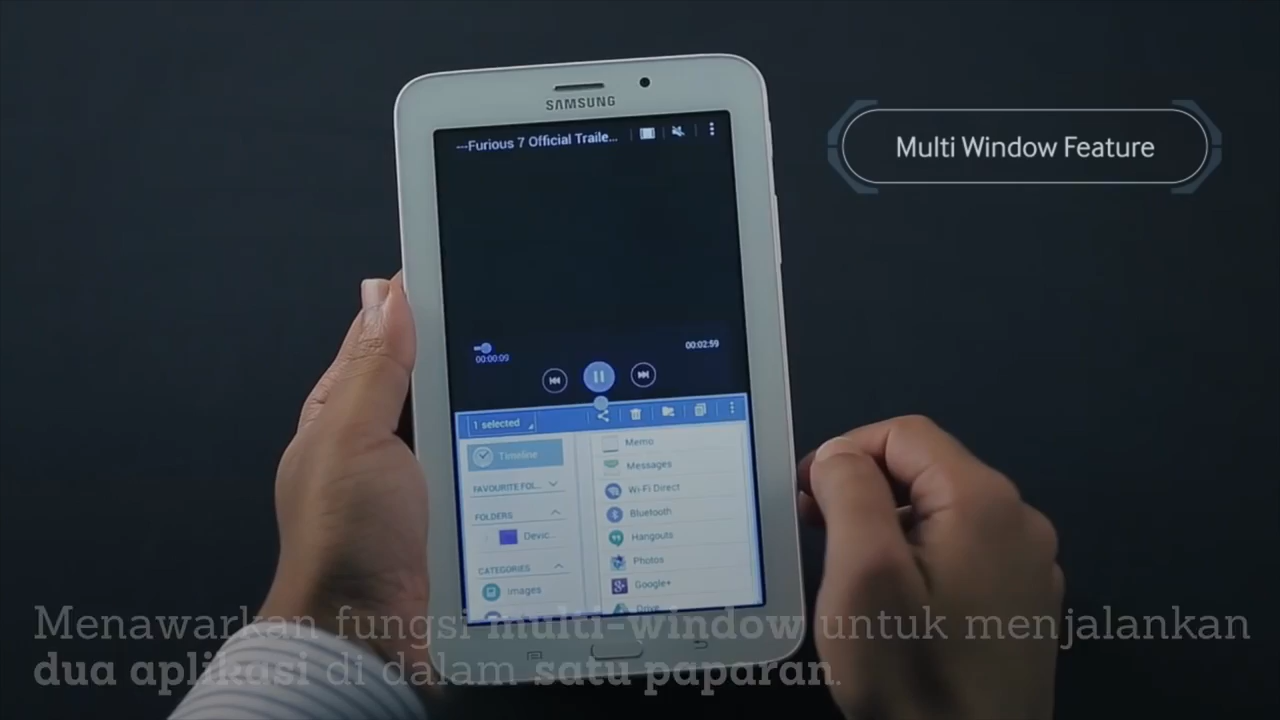 SAMSUNG
---Furious 7 Official Traile...
Multi Window Feature
00:00:09
00:02:59
1 selected
Timeline
FAVOURITE FOL...
FOLDERS
Devic...
CATEGORIES
Images
Memo
Messages
Wi-Fi Direct
Bluetooth
Hangouts
Photos
Google+
Drive
Menawarkan fungsi multi-window untuk menjalankan
dua aplikasi di dalam satu paparan.